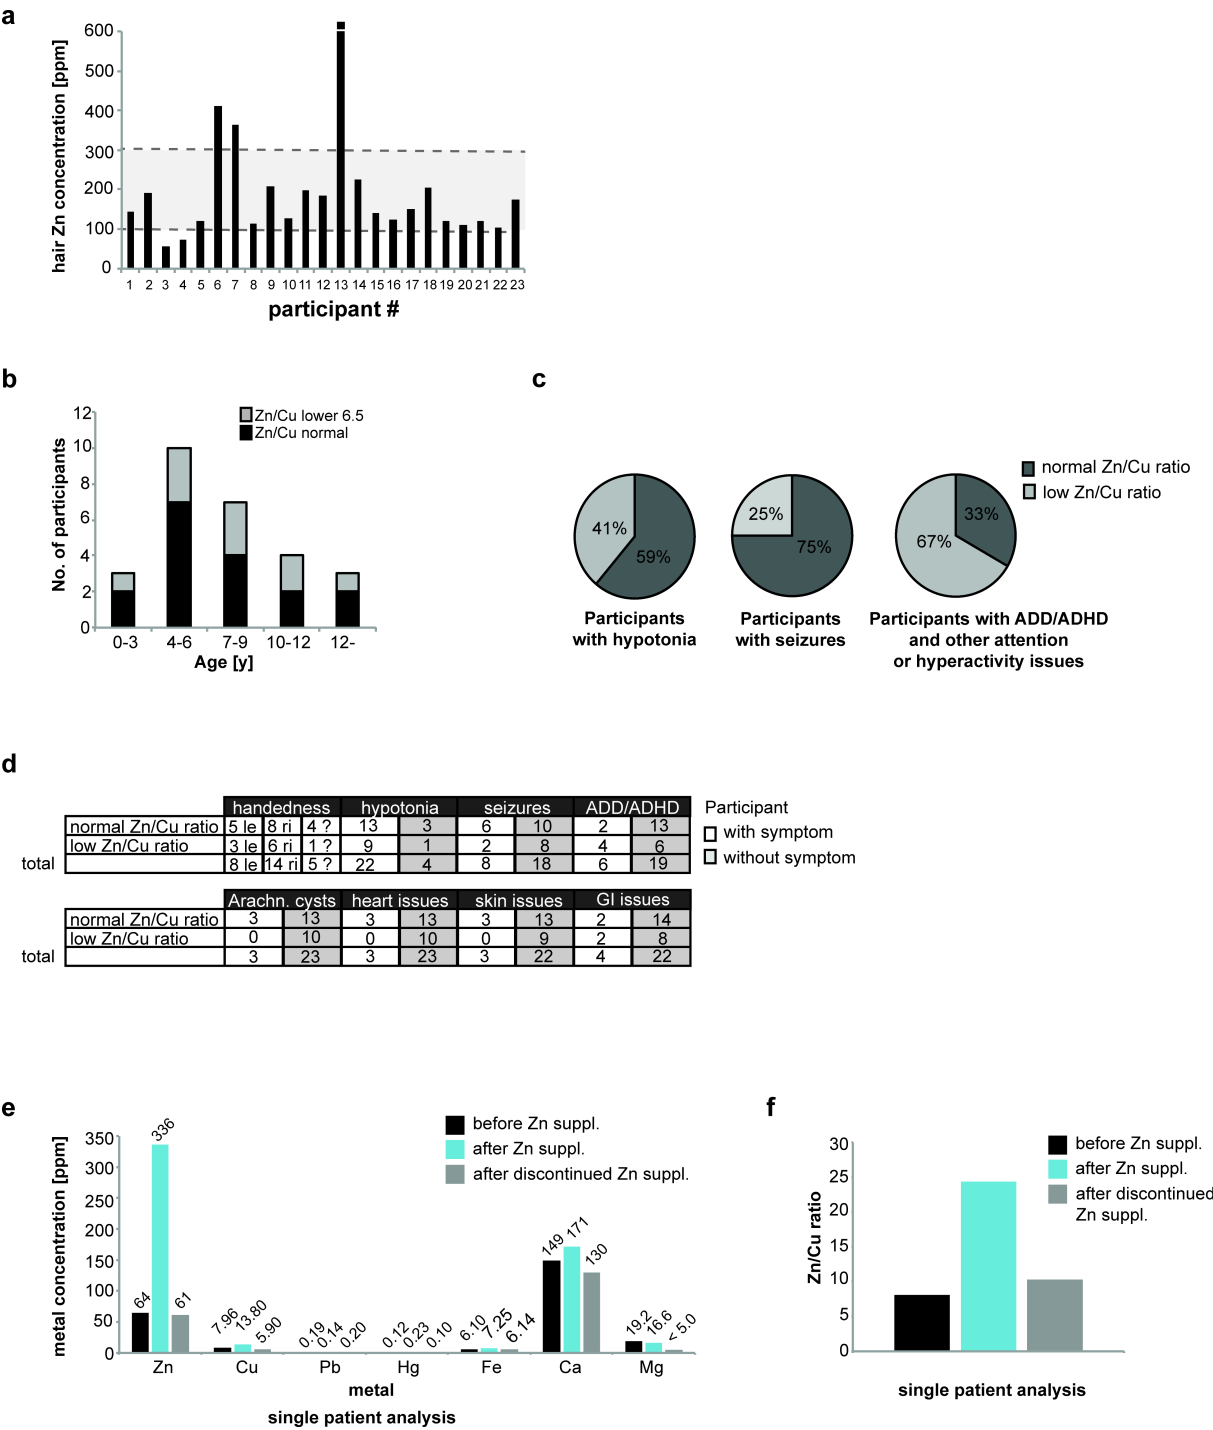 a
hair Zn concentration [ppm]
600
500
400
300
200
100
0
1 2 3 4 5 6 7 8 9 10 11 12 13 14 15 16 17 18 19 20 21 22 23
participant #
b
No. of participants
12
10
8
6
4
2
0
Zn/Cu lower 6.5
Zn/Cu normal
0-3 4-6 7-9 10-12 12-
Age [y]
c
normal Zn/Cu ratio
low Zn/Cu ratio
41% 59%
25% 75%
67% 33%
Participants
with hypotonia
Participants
with seizures
Participants with ADD/ADHD
and other attention
or hyperactivity issues
d
handedness hypotonia seizures ADD/ADHD
normal Zn/Cu ratio 5 le 8 ri 4 ? 13 3 6 10 2 13
low Zn/Cu ratio 3 le 6 ri 1 ? 9 1 2 8 4 6
total 8 le 14 ri 5 ? 22 4 8 18 6 19
Participant
with symptom
without symptom
Arachn. cysts heart issues skin issues GI issues
normal Zn/Cu ratio 3 13 3 13 3 13 2 14
low Zn/Cu ratio 0 10 0 10 0 9 2 8
total 3 23 3 23 3 22 4 22
e
metal concentration [ppm]
350
300
250
200
150
100
50
0
before Zn suppl.
after Zn suppl.
after discontinued Zn suppl.
64 336 61
7.96 13.80 5.90
0.19 0.14 0.20
0.12 0.23 0.10
6.10 7.25 6.14
149 171 130
19.2 16.6 < 5.0
Zn Cu Pb Hg Fe Ca Mg
metal
single patient analysis
f
Zn/Cu ratio
30
25
20
15
10
5
0
before Zn suppl.
after Zn suppl.
after discontinued
Zn suppl.
single patient analysis